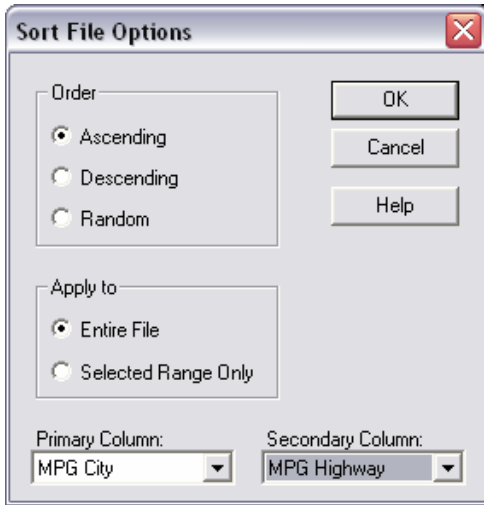 Sort File Options
Order
Ascending
Descending
Random
OK
Cancel
Help
Apply to
Entire File
Selected Range Only
Primary Column:
MPG City
Secondary Column:
MPG Highway